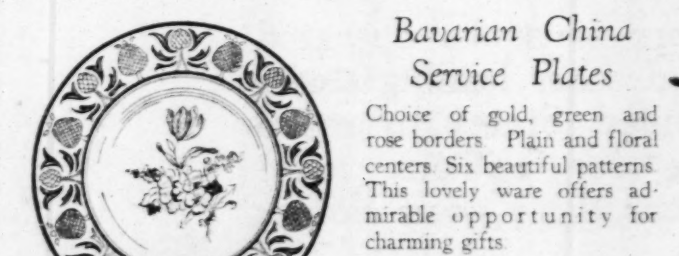 Bavarian China
Service Plates
Choice of gold, green and
rose borders. Plain and floral
centers. Six beautiful patterns.
This lovely ware offers ad-
mirable opportunity for
charming gifts.